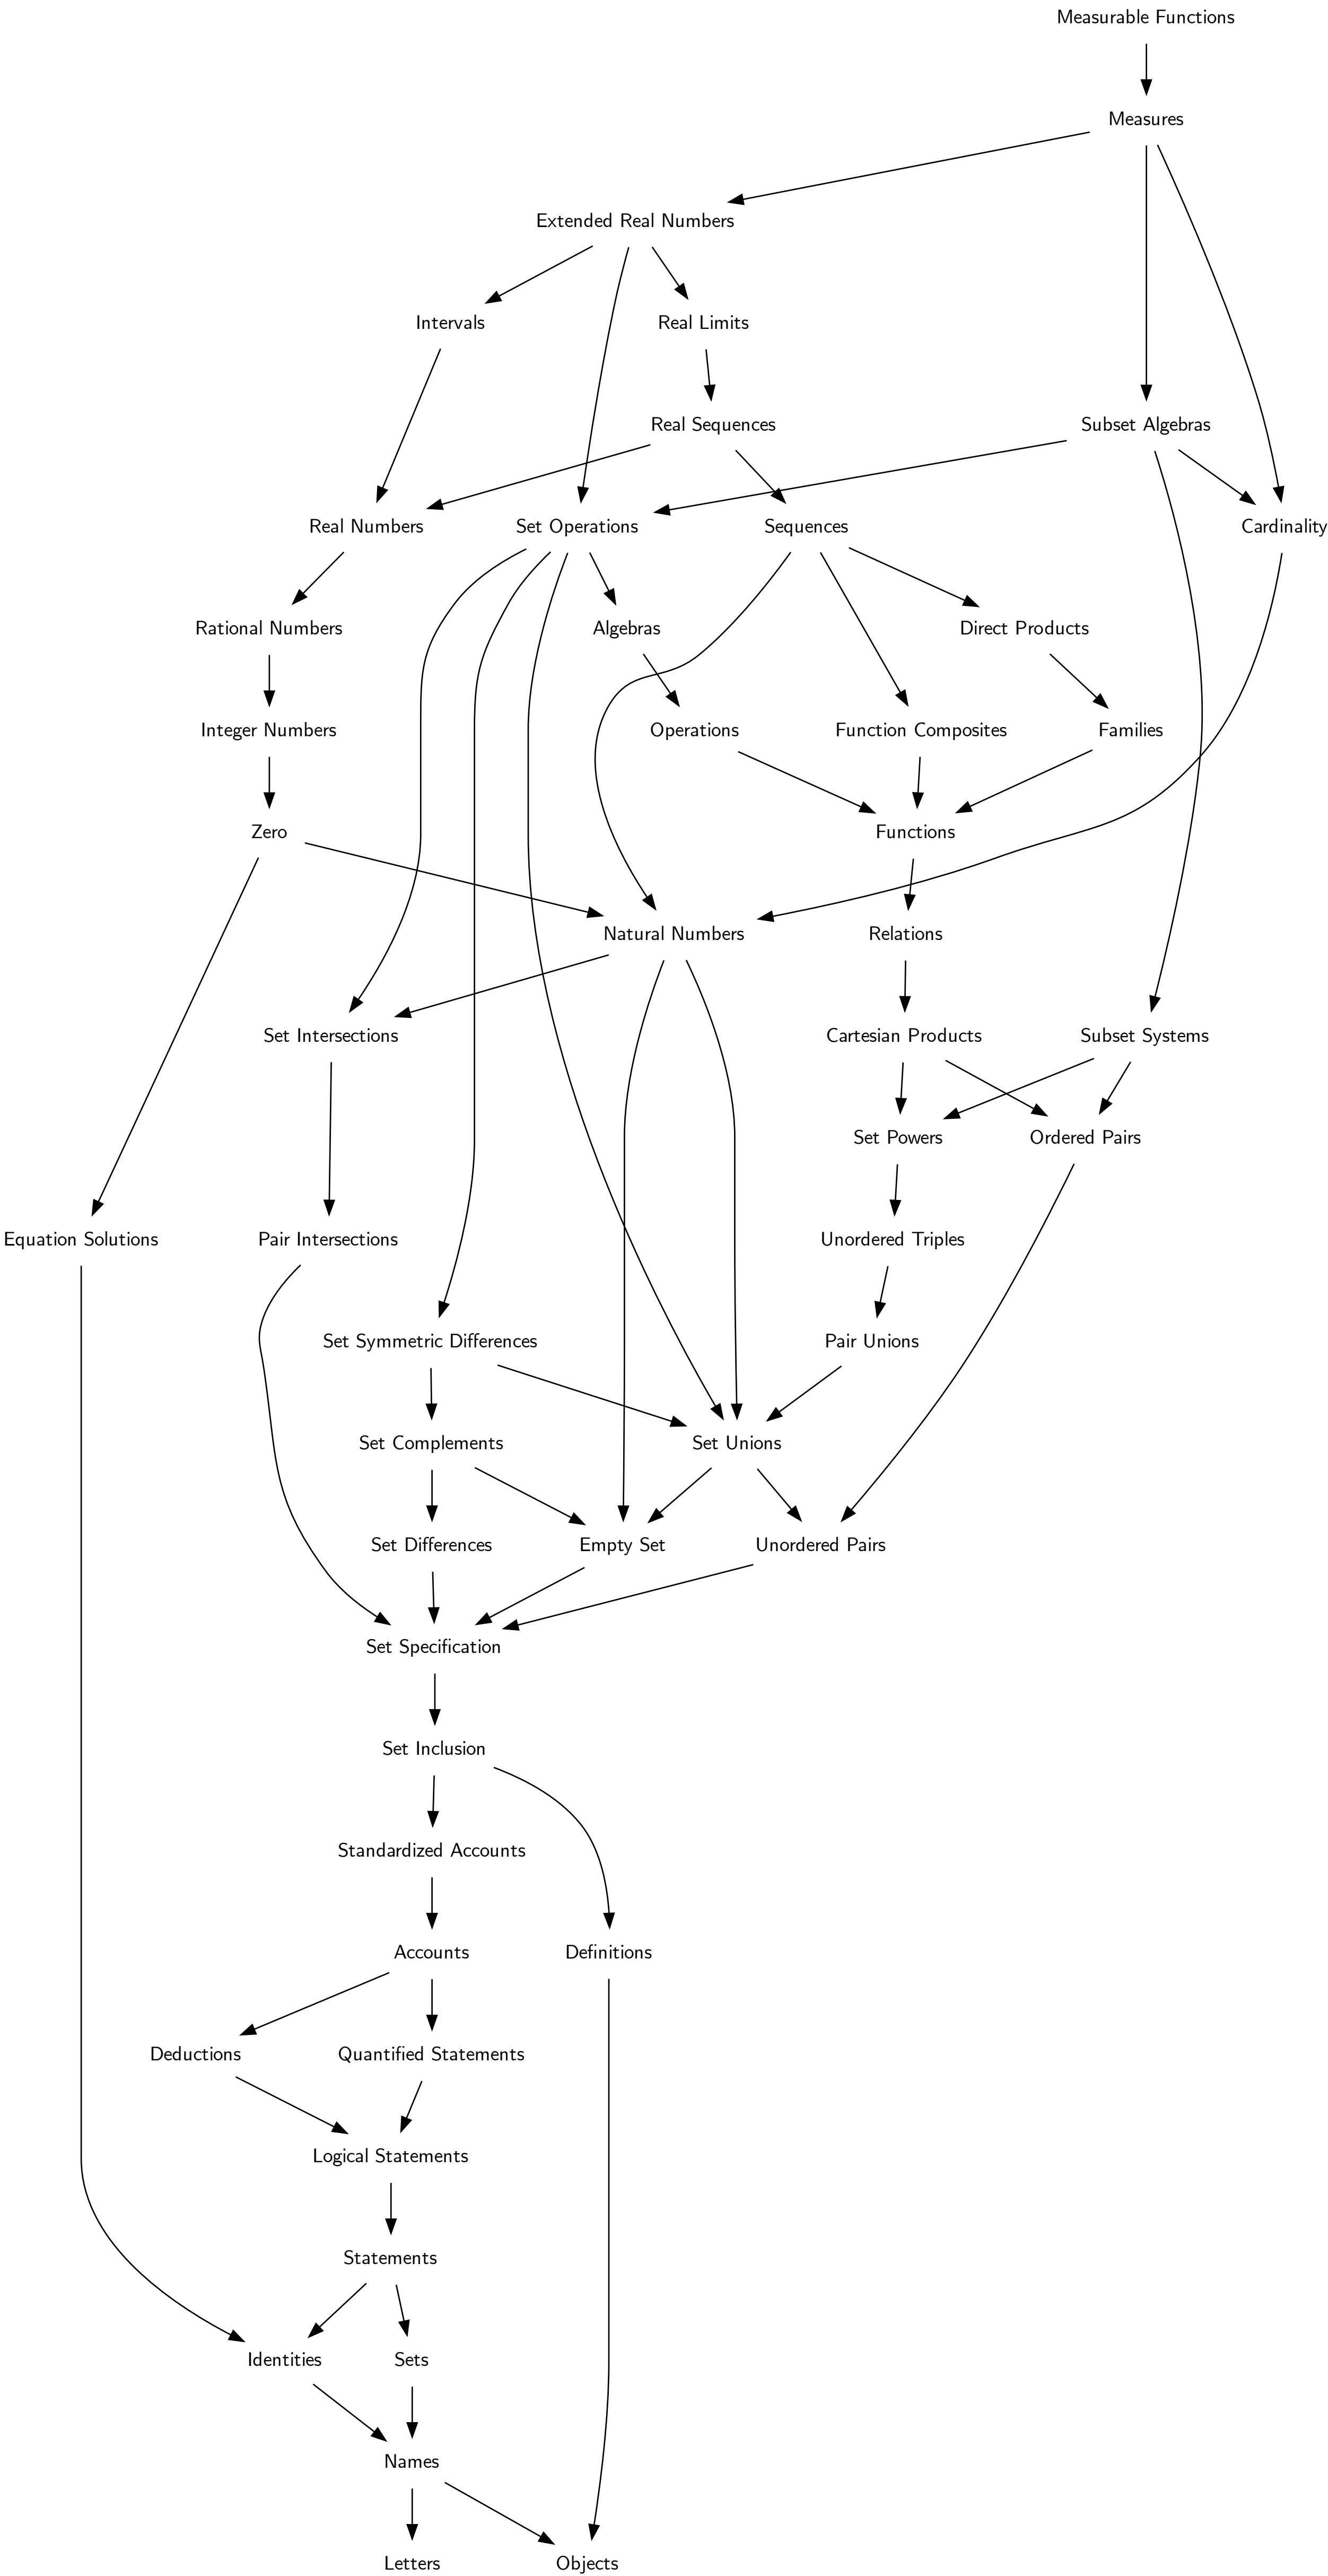 Measurable Functions
Measures
Extended Real Numbers
Intervals
Real Limits
Real Sequences
Subset Algebras
Real Numbers
Set Operations
Sequences
Cardinality
Rational Numbers
Algebras
Direct Products
Integer Numbers
Operations
Function Composites
Families
Zero
Functions
Natural Numbers
Relations
Set Intersections
Cartesian Products
Subset Systems
Set Powers
Ordered Pairs
Equation Solutions
Pair Intersections
Unordered Triples
Set Symmetric Differences
Pair Unions
Set Complements
Set Unions
Set Differences
Empty Set
Unordered Pairs
Set Specification
Set Inclusion
Standardized Accounts
Accounts
Definitions
Deductions
Quantified Statements
Logical Statements
Statements
Identities
Sets
Names
Letters
Objects